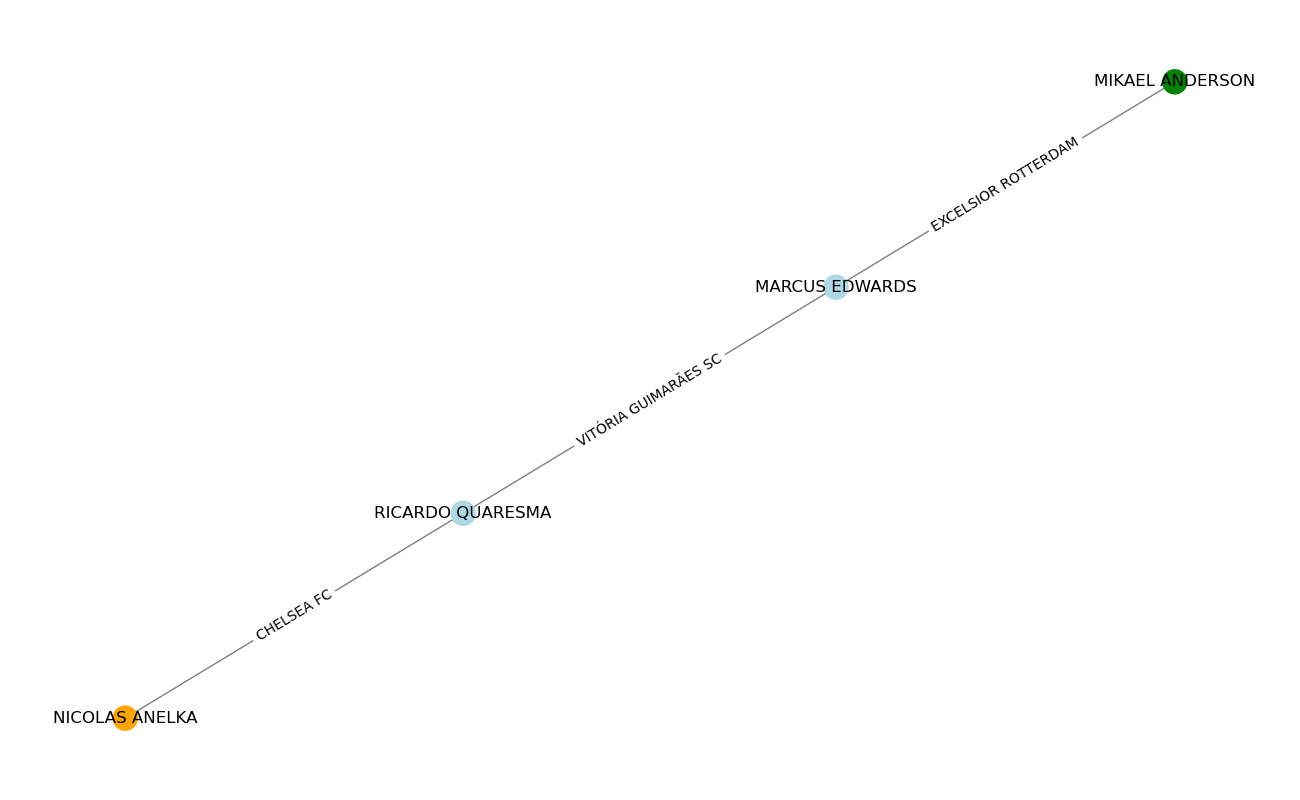 MIKAEL ANDERSON
EXCELSIOR ROTTERDAM
MARCUS EDWARDS
VITÓRIA GUIMARÃES SC
RICARDO QUARESMA
CHELSEA FC
NICOLAS ANELKA